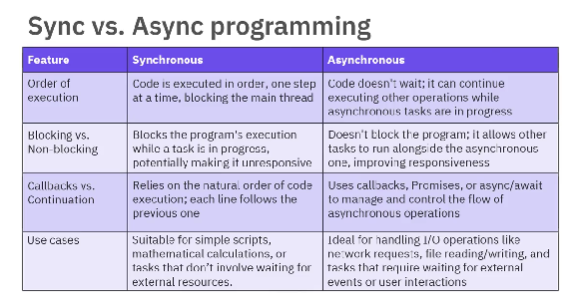 Sync vs. Async programming
Feature
Synchronous
Asynchronous
Order of
execution
Code is executed in order, one step
at a time, blocking the main thread
Code doesn't wait; it can continue
executing other operations while
asynchronous tasks are in progress
Blocking vs.
Non-blocking
Blocks the program's execution
while a task is in progress,
potentially making it unresponsive
Doesn't block the program; it allows other
tasks to run alongside the asynchronous
one, improving responsiveness
Callbacks vs.
Continuation
Relies on the natural order of code
execution; each line follows the
previous one
Uses callbacks, Promises, or async/await
to manage and control the flow of
asynchronous operations
Use cases
Suitable for simple scripts,
mathematical calculations, or
tasks that don't involve waiting for
external resources.
Ideal for handling I/O operations like
network requests, file reading/writing, and
tasks that require waiting for external
events or user interactions